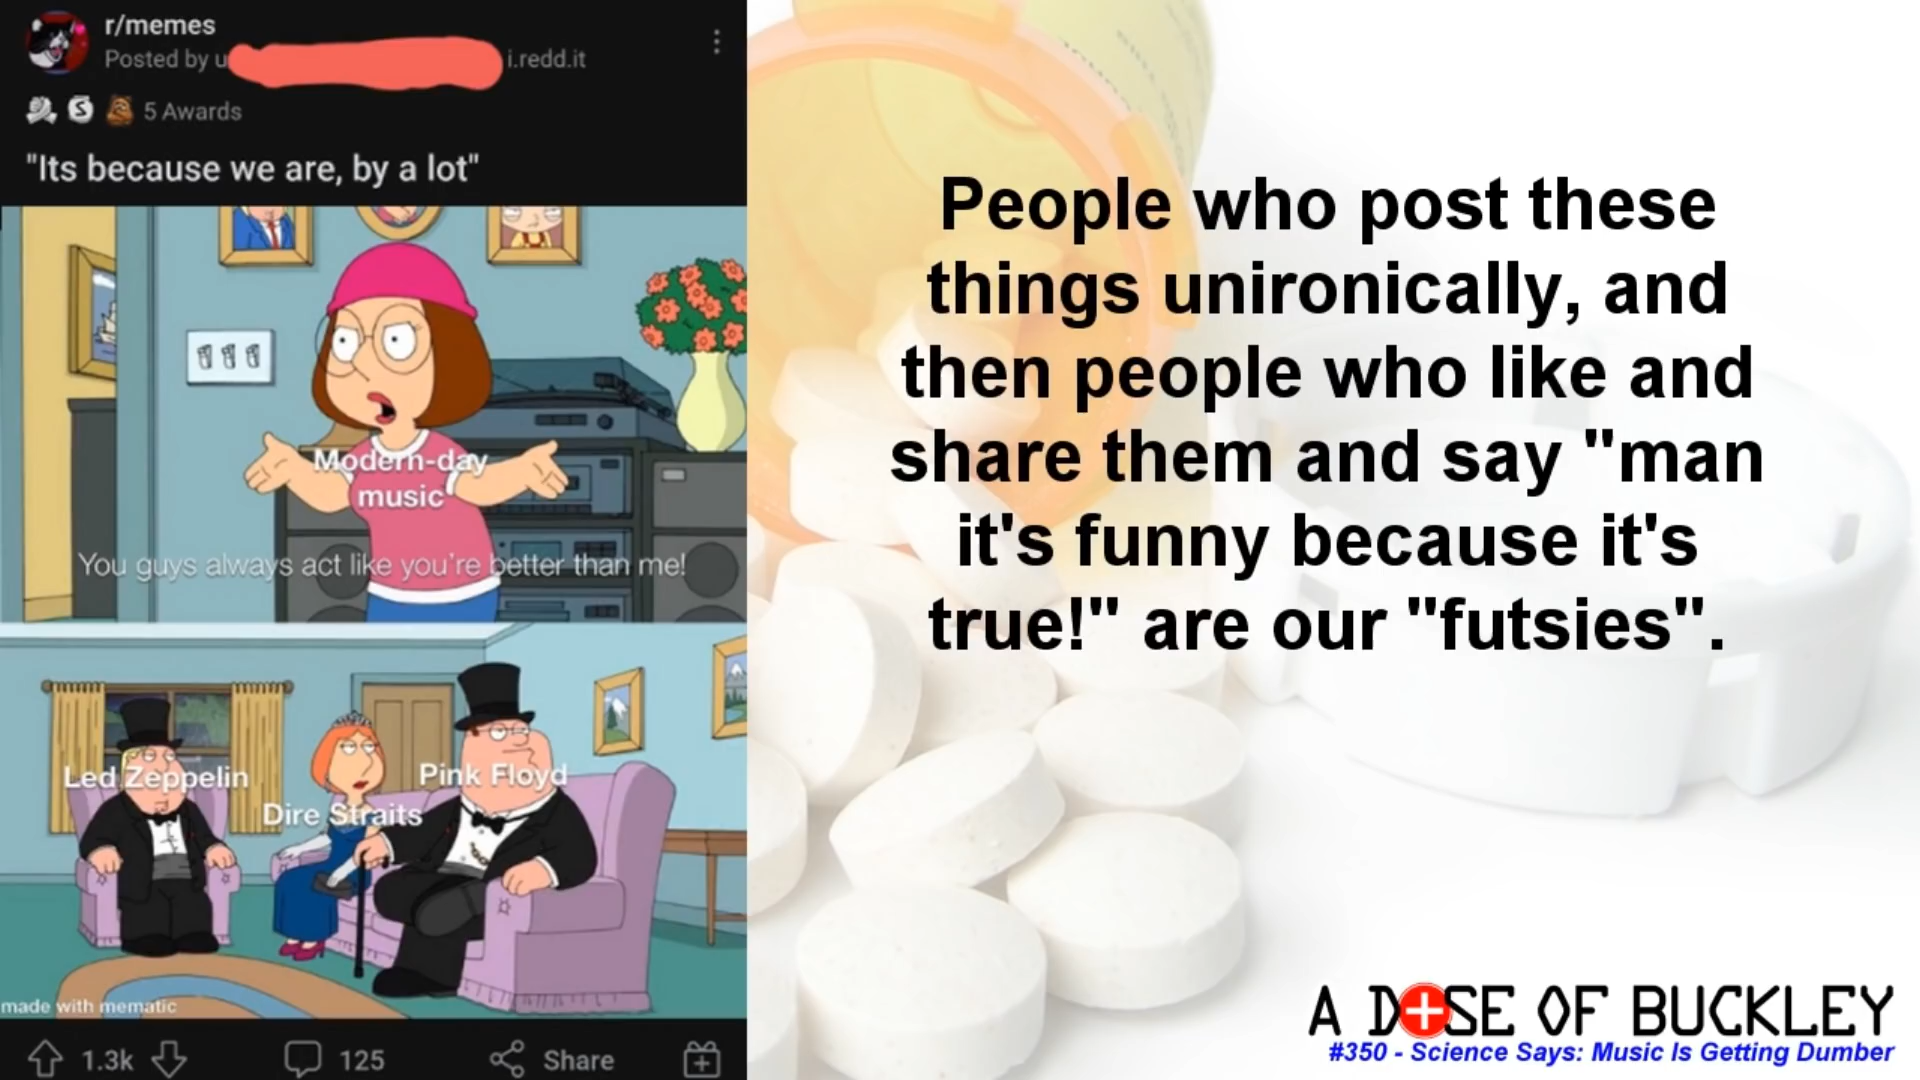 r/memes
Posted by u
i.redd.it
5 Awards
"Its because we are, by a lot"
Modern-day
music
You guys always act like you're better than me!
Led Zeppelin
Pink Floyd
Dire Straits
made with mematic
1.3k
125
Share
People who post these
things unironically, and
then people who like and
share them and say "man
it's funny because it's
true!" are our "futsies".
A DOSE OF BUCKLEY
#350 - Science Says: Music Is Getting Dumber